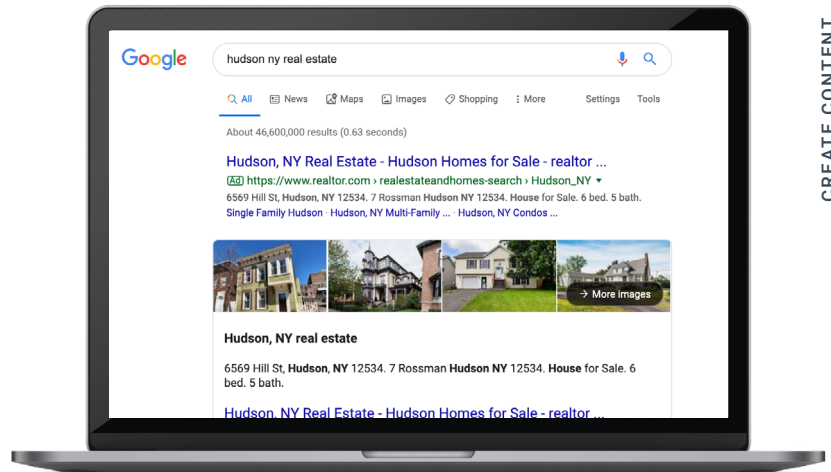 Google
hudson ny real estate
All News Maps Images Shopping More Settings Tools
About 46,600,000 results (0.63 seconds)
Hudson, NY Real Estate - Hudson Homes for Sale - realtor ...
Ad https://www.realtor.com › realestateandhomes-search › Hudson_NY
6569 Hill St, Hudson, NY 12534. 7 Rossman Hudson NY 12534. House for Sale. 6 bed. 5 bath.
Single Family Hudson · Hudson, NY Multi-Family ... · Hudson, NY Condos ...
→ More images
Hudson, NY real estate
6569 Hill St, Hudson, NY 12534. 7 Rossman Hudson NY 12534. House for Sale. 6
bed. 5 bath.
Hudson, NY Real Estate - Hudson Homes for Sale - realtor ...
CREATE CONTENT